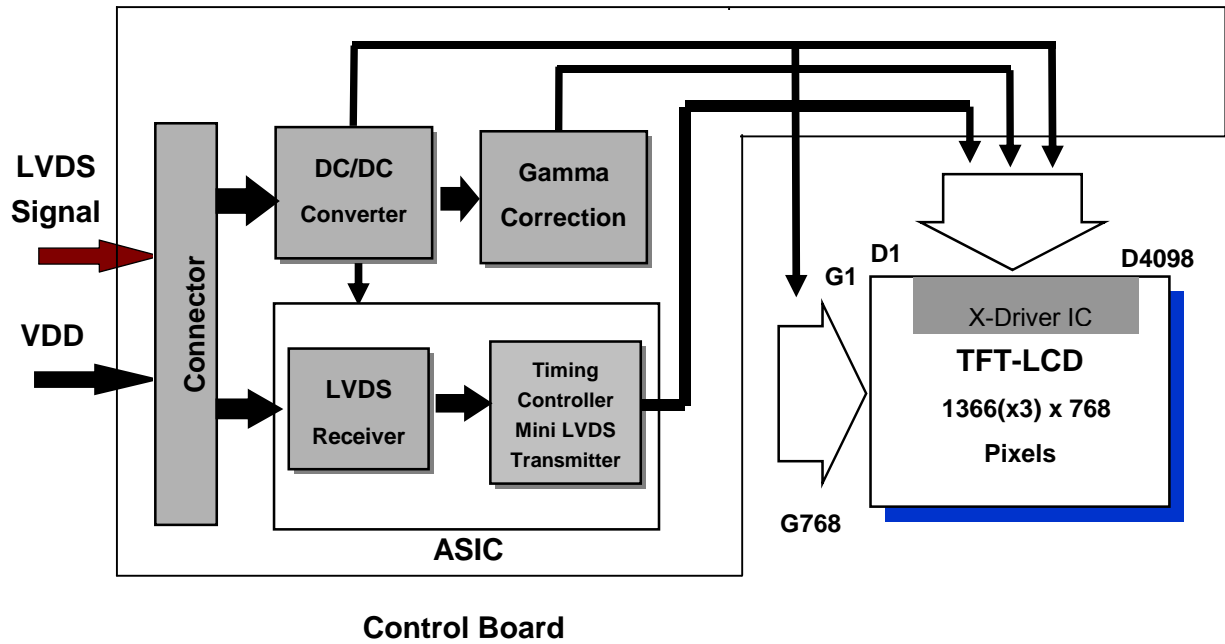 LVDS
Signal
VDD
Connector
DC/DC
Converter
Gamma
Correction
LVDS
Receiver
Timing
Controller
Mini LVDS
Transmitter
ASIC
Control Board
G1
G768
D1
D4098
X-Driver IC
TFT-LCD
1366(x3) x 768
Pixels